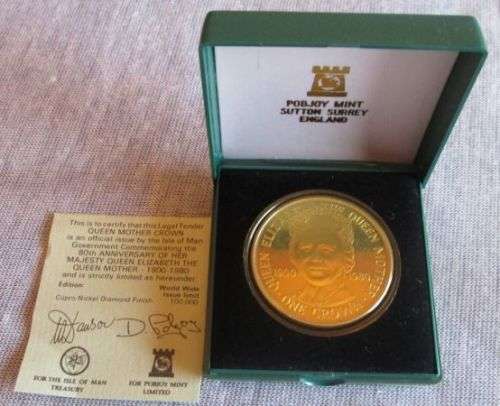 POBJOY MINT
SUTTON SURREY
ENGLAND
QUEEN ELIZABETH THE QUEEN MOTHER
1900 1980
ONE CROWN
This is to certify that this Legal Tender
QUEEN MOTHER CROWN
is an official issue by the Isle of Man
Government Commemorating the
80th ANNIVERSARY OF HER
MAJESTY QUEEN ELIZABETH THE
QUEEN MOTHER - 1900-1980
and is strictly limited as hereunder.
Edition: World Wide
Issue limit
Cupro Nickel Diamond Finish 100,000
D. Pobjoy
FOR THE ISLE OF MAN
TREASURY
FOR POBJOY MINT
LIMITED